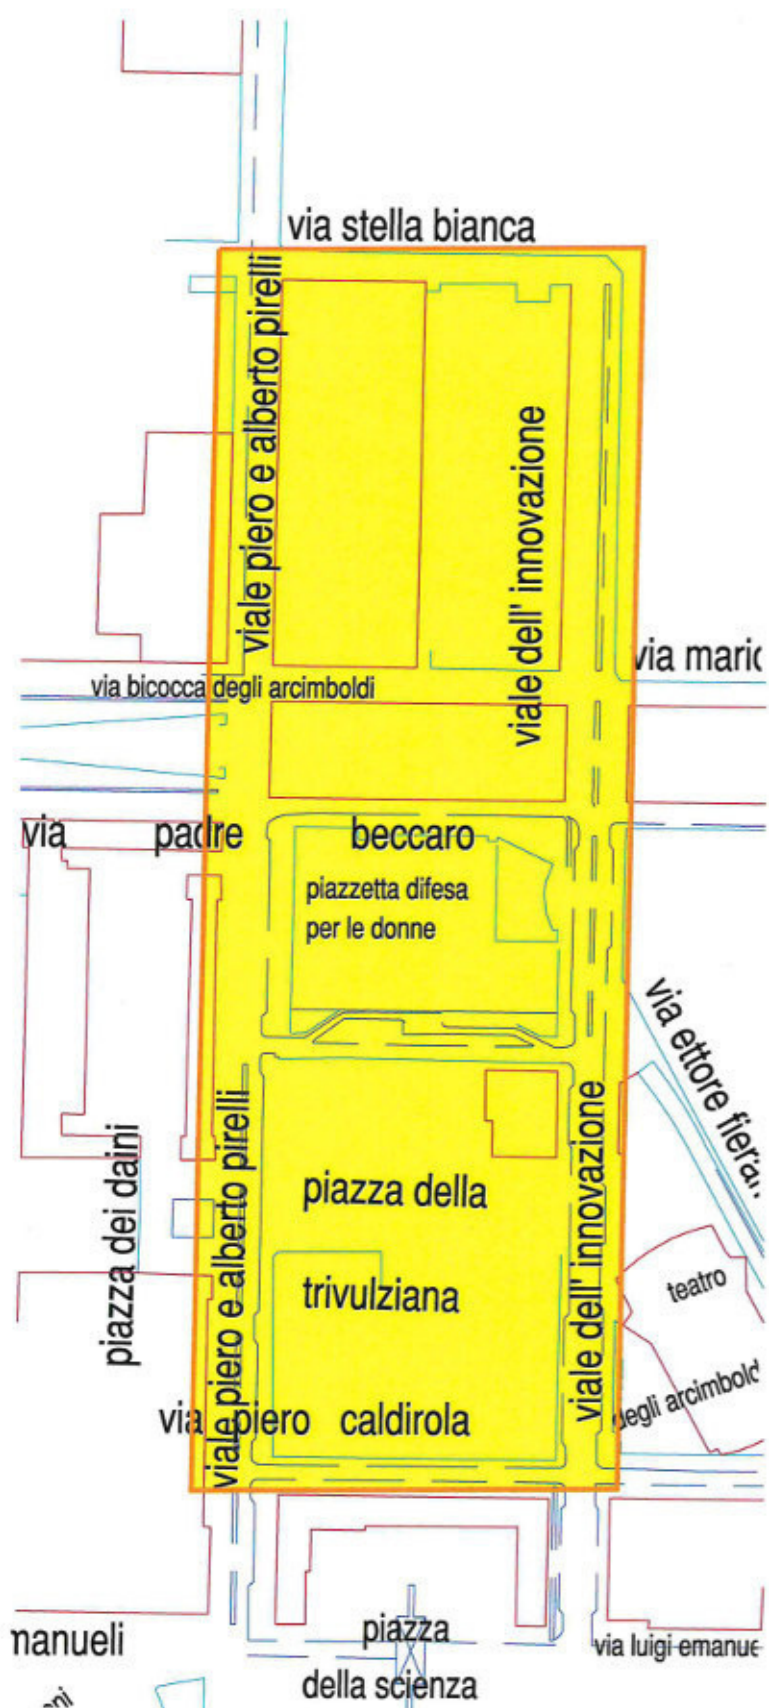 via stella bianca
viale piero e alberto pirelli
viale dell' innovazione
via mario
via bicocca degli arcimboldi
via padre beccaro
piazzetta difesa
per le donne
via ettore fierar
piazza dei daini
viale piero e alberto pirelli
piazza della
trivulziana
viale dell' innovazione
teatro
degli arcimbold
via piero caldirola
manueli
piazza
della scienza
via luigi emanue
oni